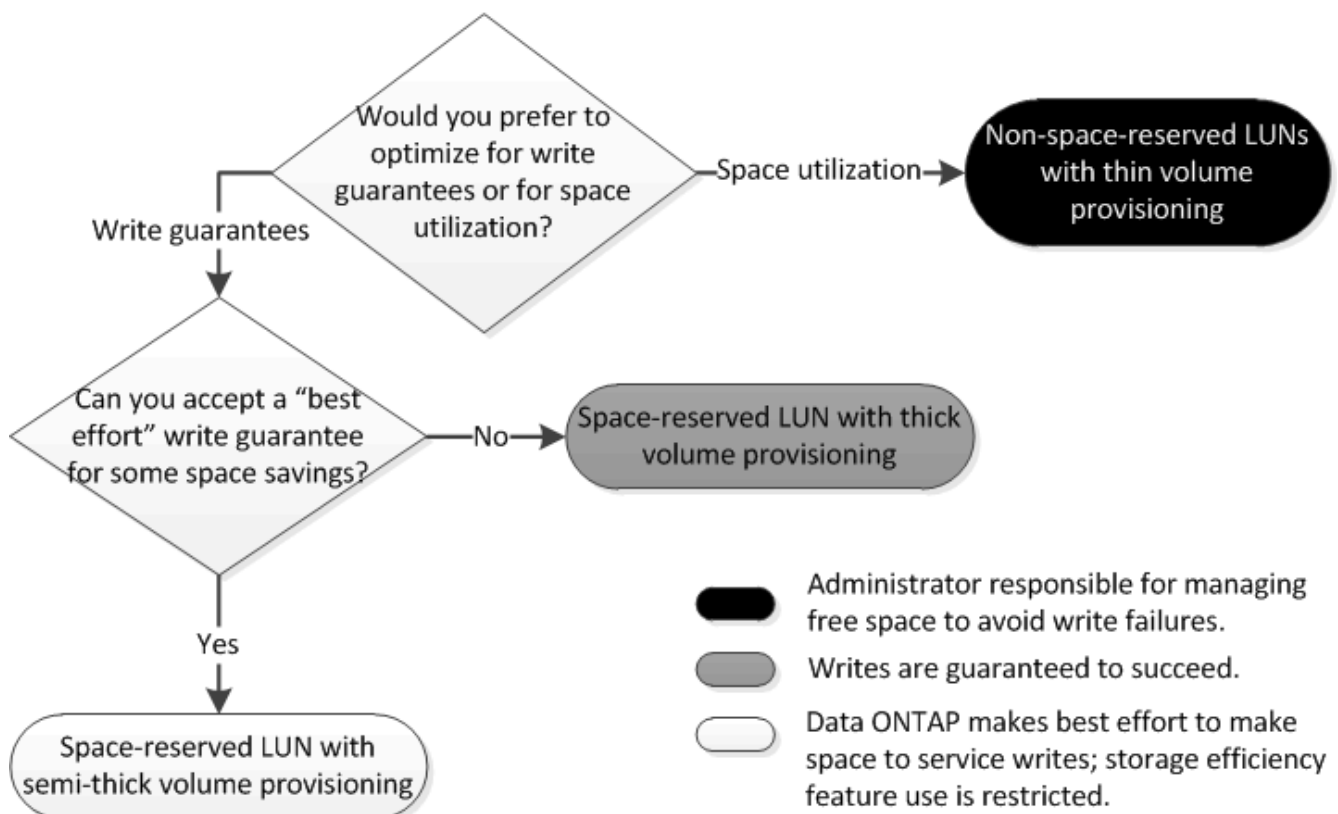 Would you prefer to
optimize for write
guarantees or for space
utilization?
Space utilization
Non-space-reserved LUNs
with thin volume
provisioning
Write guarantees
Can you accept a “best
effort” write guarantee
for some space savings?
No
Space-reserved LUN with thick
volume provisioning
Yes
Space-reserved LUN with
semi-thick volume provisioning
Administrator responsible for managing
free space to avoid write failures.
Writes are guaranteed to succeed.
Data ONTAP makes best effort to make
space to service writes; storage efficiency
feature use is restricted.